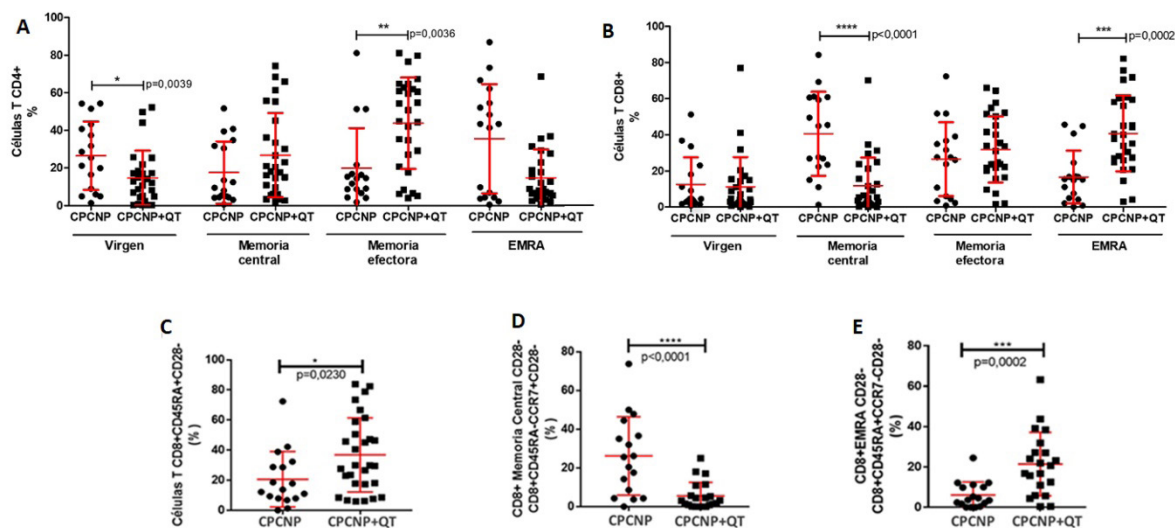 A
Células T CD4+
%
100
80
60
40
20
0
*
p=0,0039
**
p=0,0036
CPCNP CPCNP+QT CPCNP CPCNP+QT CPCNP CPCNP+QT CPCNP CPCNP+QT
Virgen
Memoria
central
Memoria
efectora
EMRA
B
Células T CD8+
%
100
80
60
40
20
0
****
p<0,0001
***
p=0,0002
CPCNP CPCNP+QT CPCNP CPCNP+QT CPCNP CPCNP+QT CPCNP CPCNP+QT
Virgen
Memoria
central
Memoria
efectora
EMRA
C
Células T CD8+CD45RA+CD28-
(%)
100
80
60
40
20
0
*
p=0,0230
CPCNP CPCNP+QT
D
CD8+ Memoria Central CD28-
CD8+CD45RA-CCR7+CD28-
(%)
80
60
40
20
0
****
p<0,0001
CPCNP CPCNP+QT
E
CD8+EMRA CD28-
CD8+CD45RA+CCR7-CD28-
(%)
80
60
40
20
0
***
p=0,0002
CPCNP CPCNP+QT